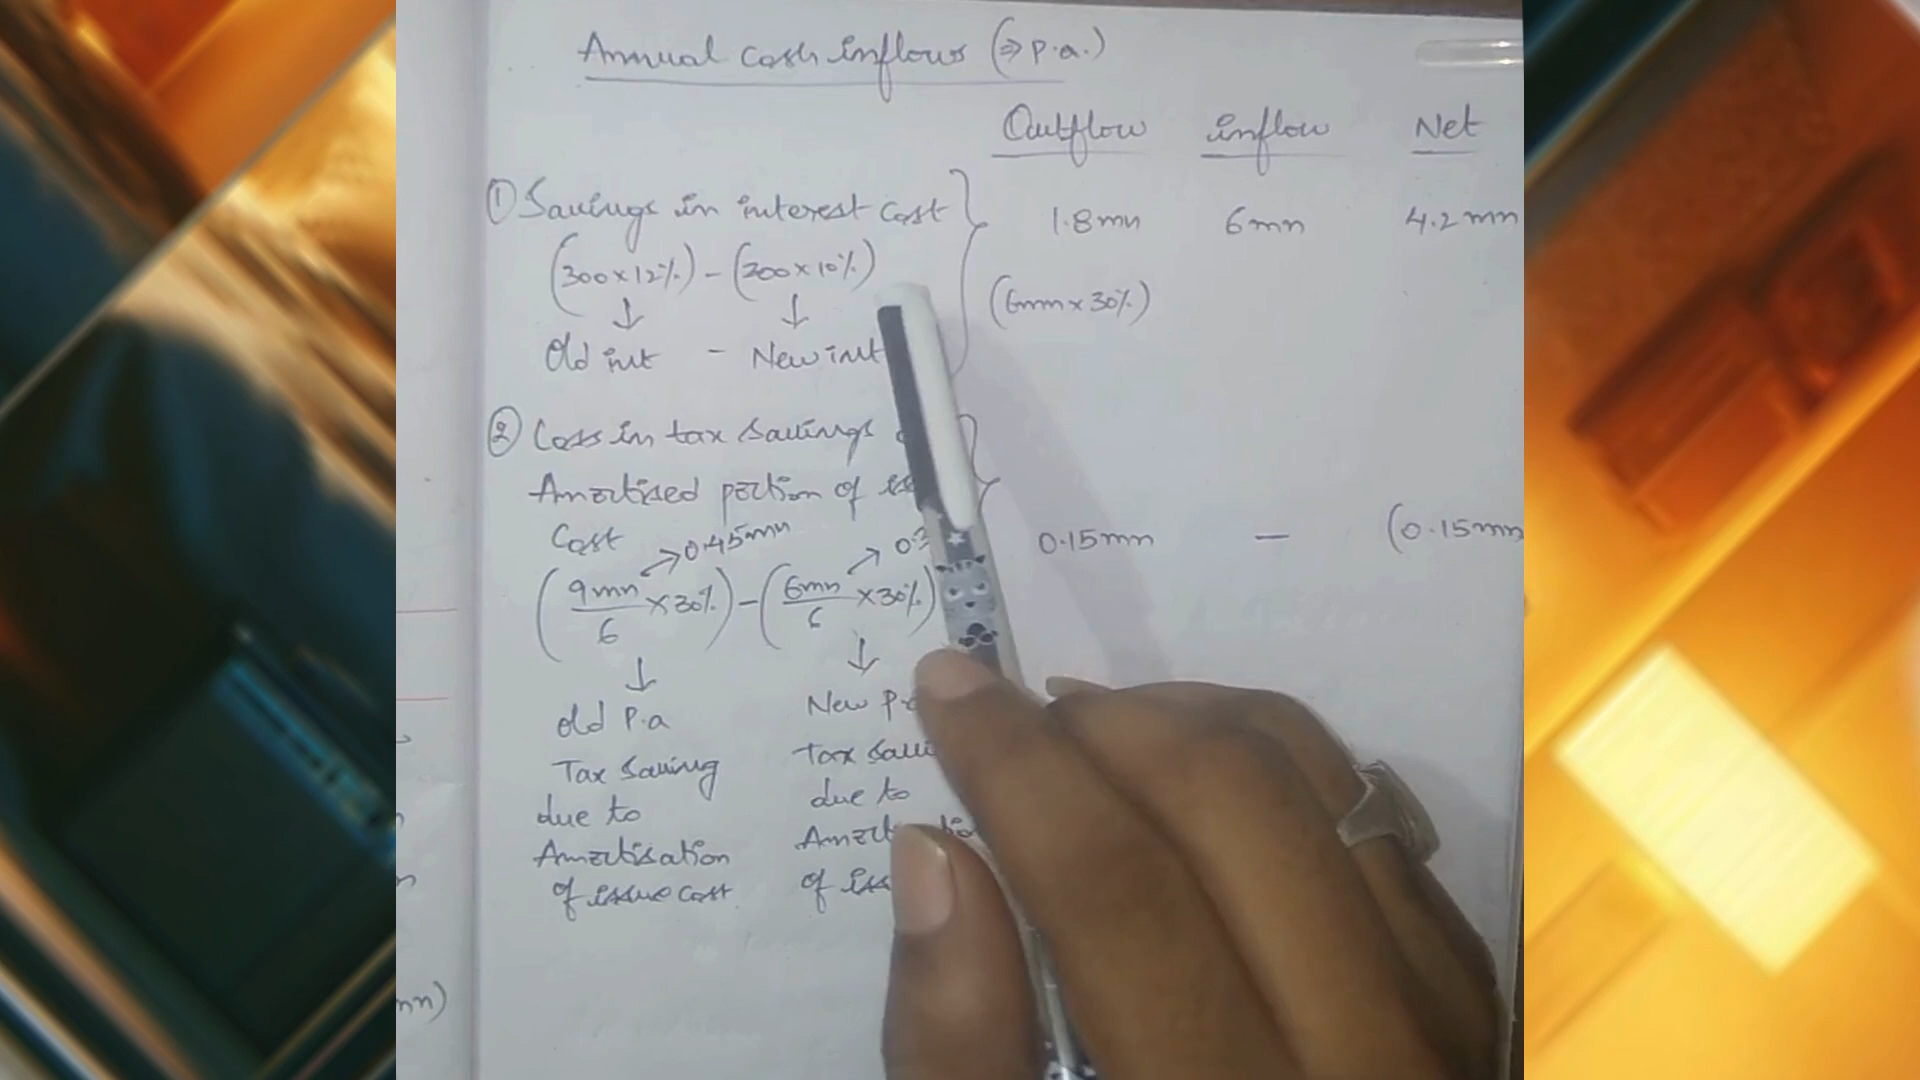 Annual Cash inflows (⇒ p.a.)
Outflow inflow Net
① Savings in interest cost 1.8mn 6mn 4.2mn
(300×12%) - (300×10%) (6mn×30%)
Old int - New int
② Loss in tax savings
Amortised portion of
Cost → 0.45mn
0.15mn — (0.15mn
(9mn/6 ×30%) - (6mn/6 ×30%)
old P.a New
Tax saving Tax
due to due to
Amortisation
of issue cost of